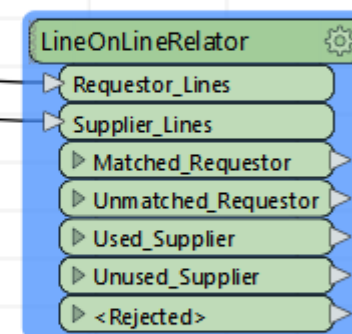 LineOnLineRelator
Requestor_Lines
Supplier_Lines
Matched_Requestor
Unmatched_Requestor
Used_Supplier
Unused_Supplier
<Rejected>